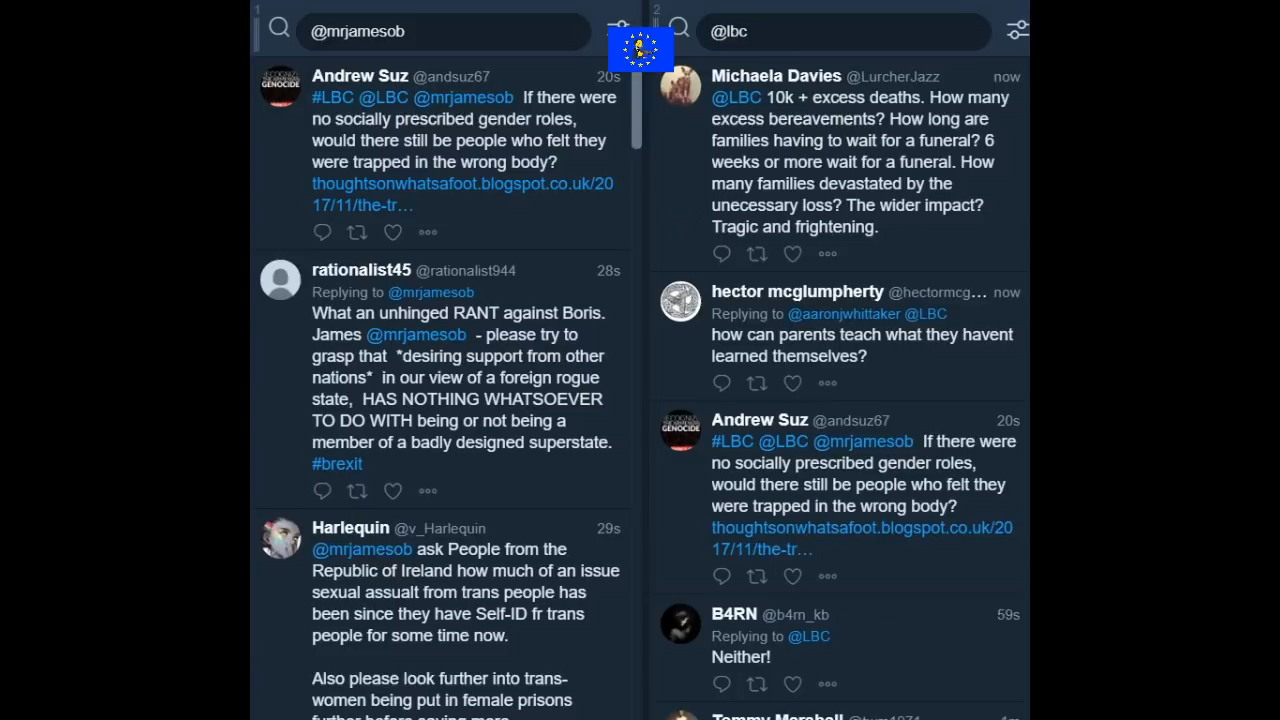 1
@mrjamesob
Andrew Suz @andsuz67 20s
#LBC @LBC @mrjamesob If there were
no socially prescribed gender roles,
would there still be people who felt they
were trapped in the wrong body?
thoughtsonwhatsafoot.blogspot.co.uk/20
17/11/the-tr…
rationalist45 @rationalist944 28s
Replying to @mrjamesob
What an unhinged RANT against Boris.
James @mrjamesob - please try to
grasp that *desiring support from other
nations* in our view of a foreign rogue
state, HAS NOTHING WHATSOEVER
TO DO WITH being or not being a
member of a badly designed superstate.
#brexit
Harlequin @v_Harlequin 29s
@mrjamesob ask People from the
Republic of Ireland how much of an issue
sexual assualt from trans people has
been since they have Self-ID fr trans
people for some time now.
Also please look further into trans-
women being put in female prisons
further before saying more
2
@lbc
Michaela Davies @LurcherJazz now
@LBC 10k + excess deaths. How many
excess bereavements? How long are
families having to wait for a funeral? 6
weeks or more wait for a funeral. How
many families devastated by the
unecessary loss? The wider impact?
Tragic and frightening.
hector mcglumpherty @hectormcg... now
Replying to @aaronjwhittaker @LBC
how can parents teach what they havent
learned themselves?
Andrew Suz @andsuz67 20s
#LBC @LBC @mrjamesob If there were
no socially prescribed gender roles,
would there still be people who felt they
were trapped in the wrong body?
thoughtsonwhatsafoot.blogspot.co.uk/20
17/11/the-tr…
B4RN @b4rn_kb 59s
Replying to @LBC
Neither!
Tommy Marshall